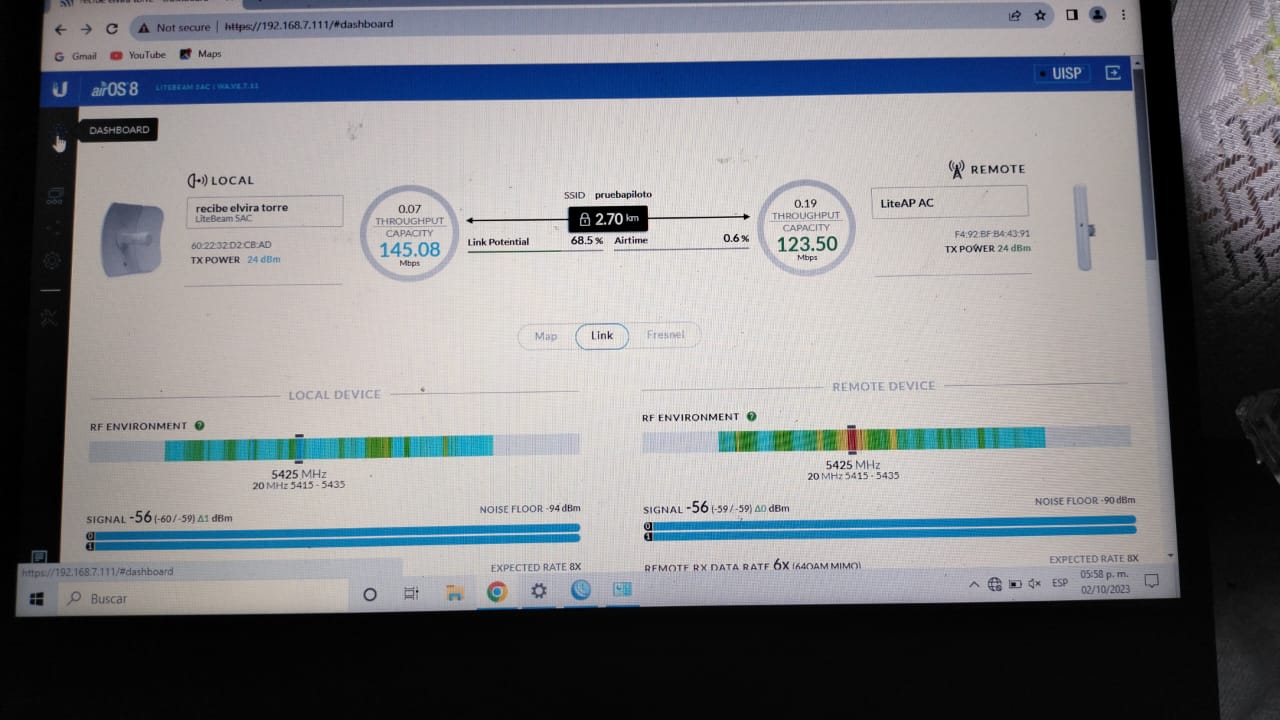 Not secure | https://192.168.7.111/#dashboard
Gmail YouTube Maps
airOS 8 LITEBEAM 5AC | WA.V8.7.11
UISP
DASHBOARD
LOCAL
recibe elvira torre
LiteBeam 5AC
60:22:32:D2:CB:AD
TX POWER 24 dBm
0.07
THROUGHPUT
CAPACITY
145.08
Mbps
SSID pruebapiloto
2.70 km
Link Potential 68.5 % Airtime 0.6 %
0.19
THROUGHPUT
CAPACITY
123.50
Mbps
REMOTE
LiteAP AC
F4:92:BF:B4:43:91
TX POWER 24 dBm
Map Link Fresnel
LOCAL DEVICE
RF ENVIRONMENT ?
5425 MHz
20 MHz 5415 - 5435
SIGNAL -56 (-60 / -59) Δ1 dBm
NOISE FLOOR -94 dBm
0
1
EXPECTED RATE 8X
REMOTE DEVICE
RF ENVIRONMENT ?
5425 MHz
20 MHz 5415 - 5435
SIGNAL -56 (-59 / -59) Δ0 dBm
NOISE FLOOR -90 dBm
0
1
REMOTE RX DATA RATE 6X (64QAM MIMO)
EXPECTED RATE 8X
https://192.168.7.111/#dashboard
Buscar
ESP
05:58 p. m.
02/10/2023